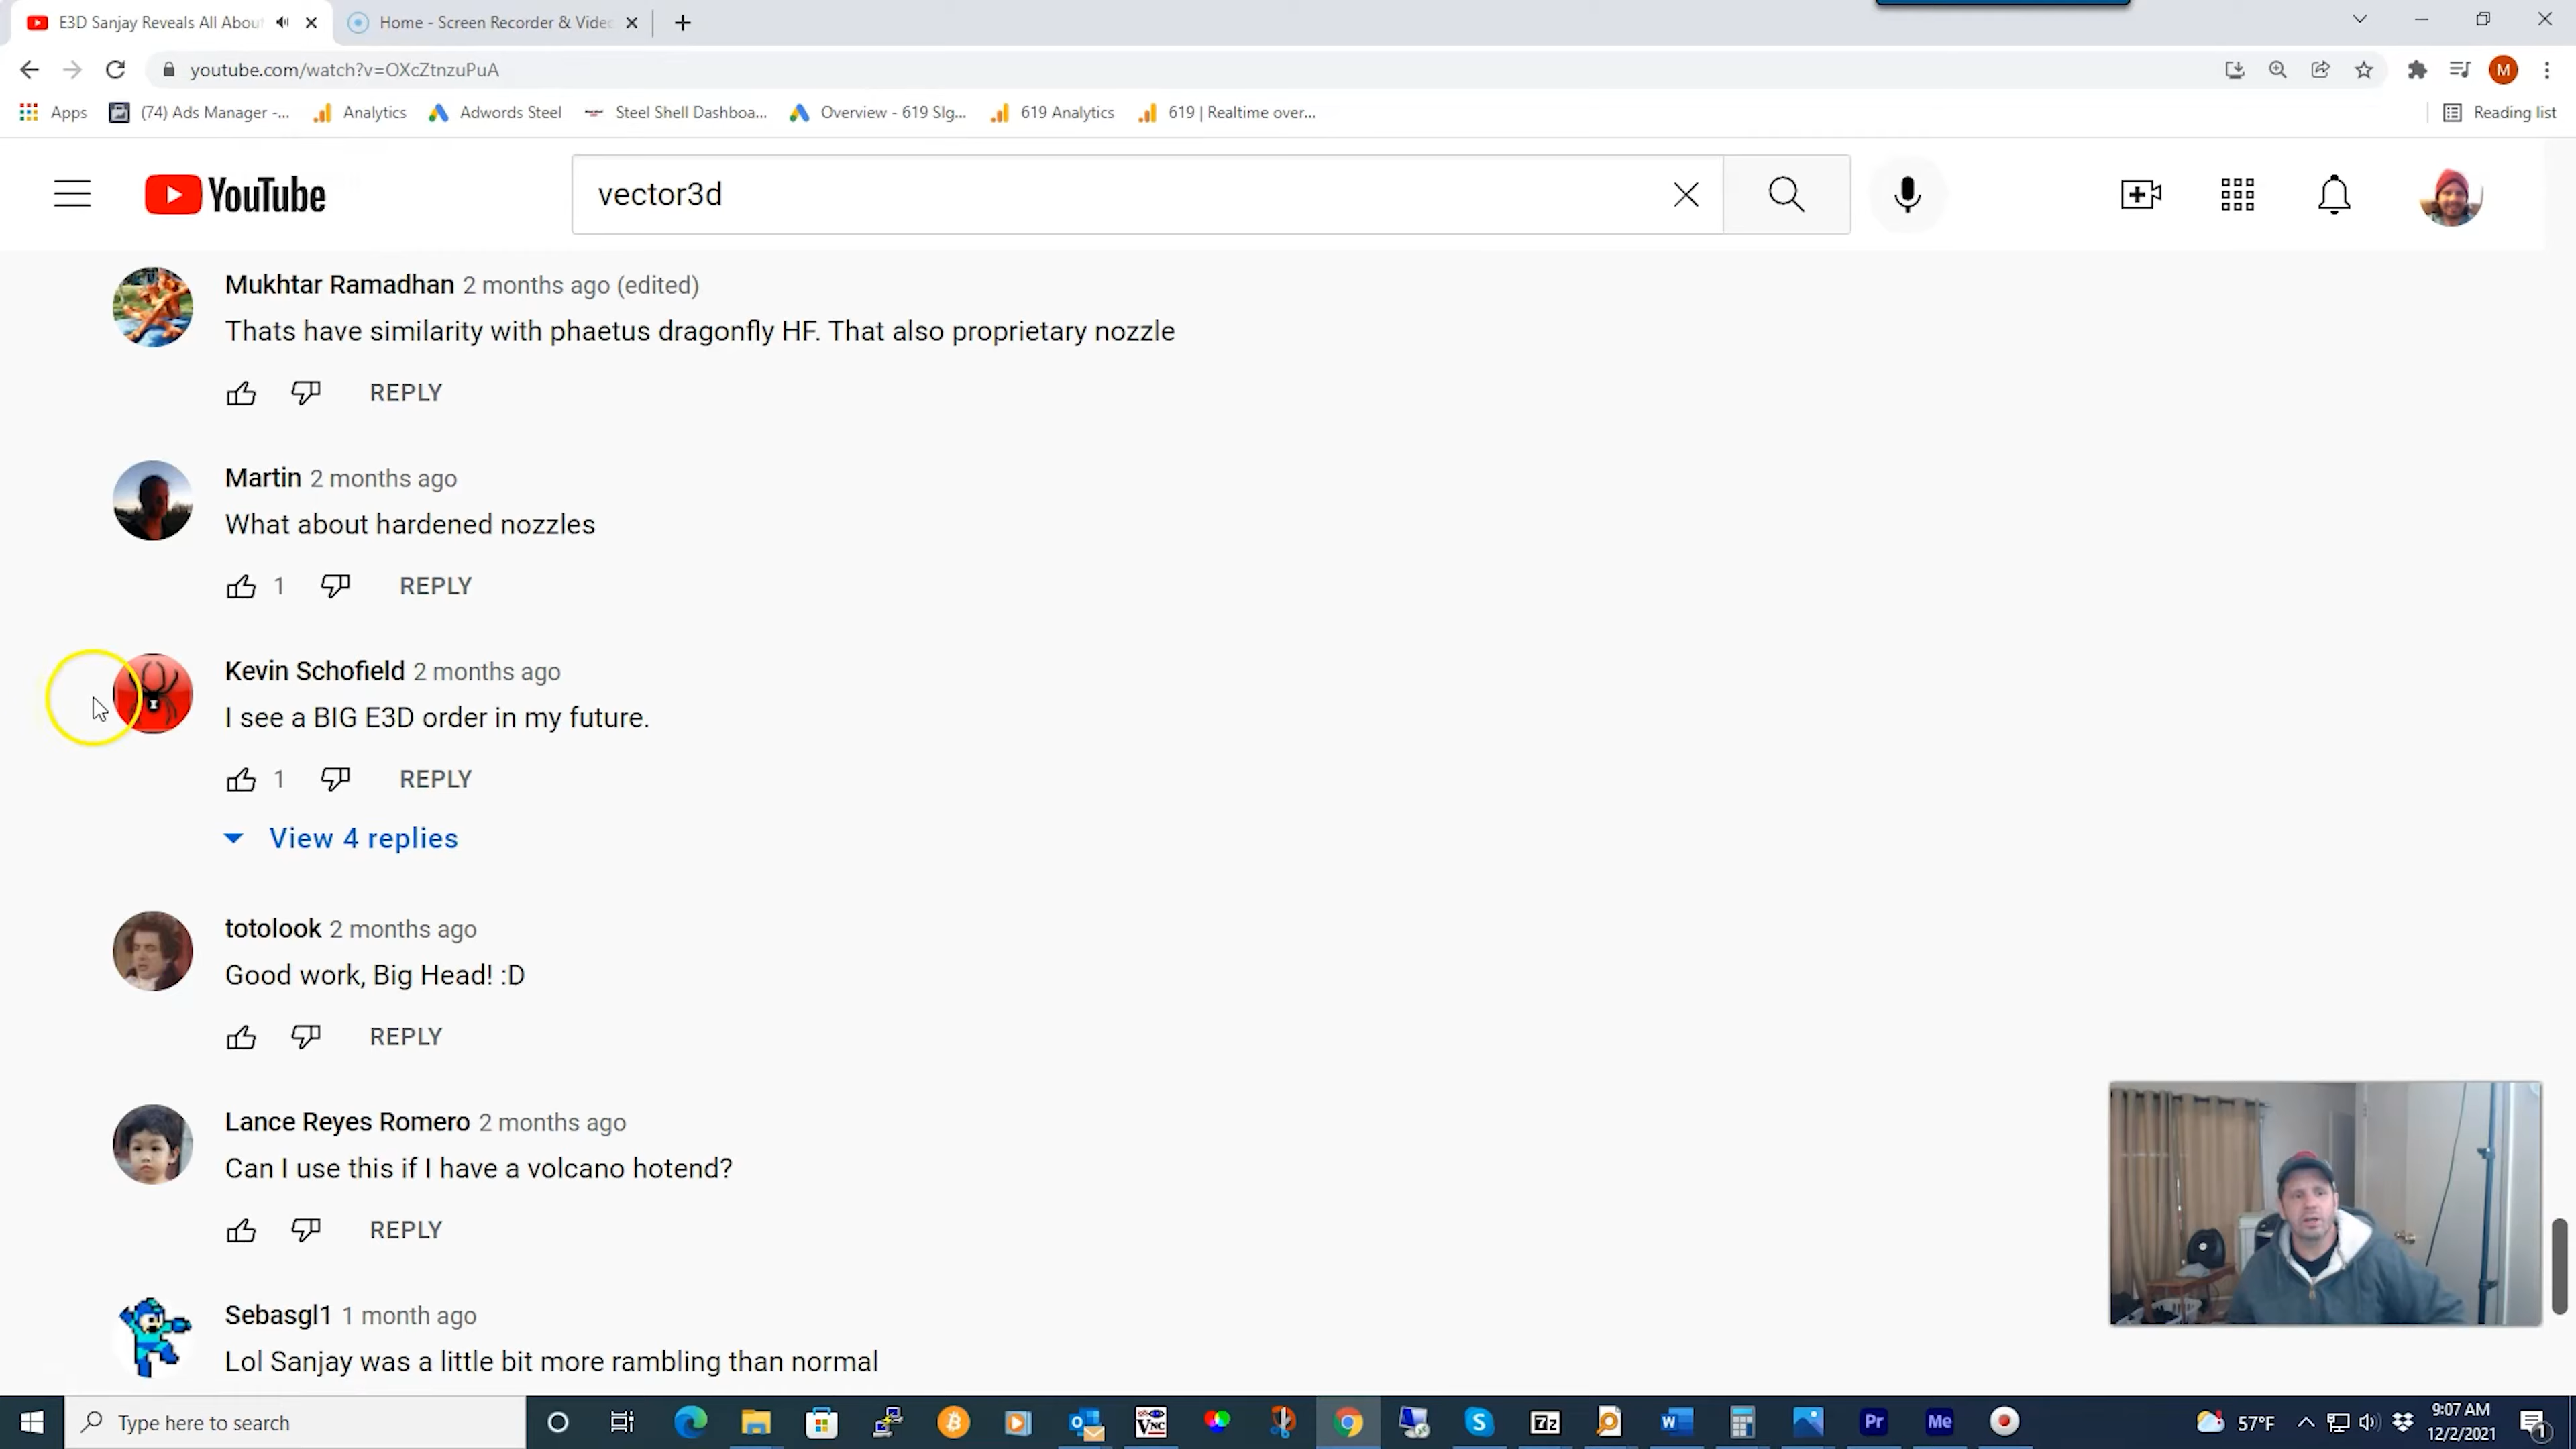 E3D Sanjay Reveals All Abou
Home - Screen Recorder & Vide
youtube.com/watch?v=OXcZtnzuPuA
M
Apps
(74) Ads Manager -...
Analytics
Adwords Steel
Steel Shell Dashboa...
Overview - 619 SIg...
619 Analytics
619 | Realtime over...
Reading list
YouTube
vector3d
Mukhtar Ramadhan 2 months ago (edited)
Thats have similarity with phaetus dragonfly HF. That also proprietary nozzle
REPLY
Martin 2 months ago
What about hardened nozzles
1 REPLY
Kevin Schofield 2 months ago
I see a BIG E3D order in my future.
1 REPLY
View 4 replies
totolook 2 months ago
Good work, Big Head! :D
REPLY
Lance Reyes Romero 2 months ago
Can I use this if I have a volcano hotend?
REPLY
Sebasgl1 1 month ago
Lol Sanjay was a little bit more rambling than normal
Type here to search
VNC
S
7z
W
Pr
Me
57°F
9:07 AM
12/2/2021
1